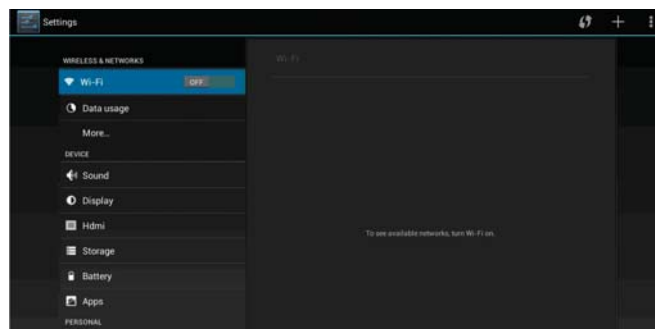 Settings
WIRELESS & NETWORKS
Wi-Fi
Wi-Fi OFF
Data usage
More...
DEVICE
Sound
Display
Hdmi
To see available networks, turn Wi-Fi on.
Storage
Battery
Apps
PERSONAL